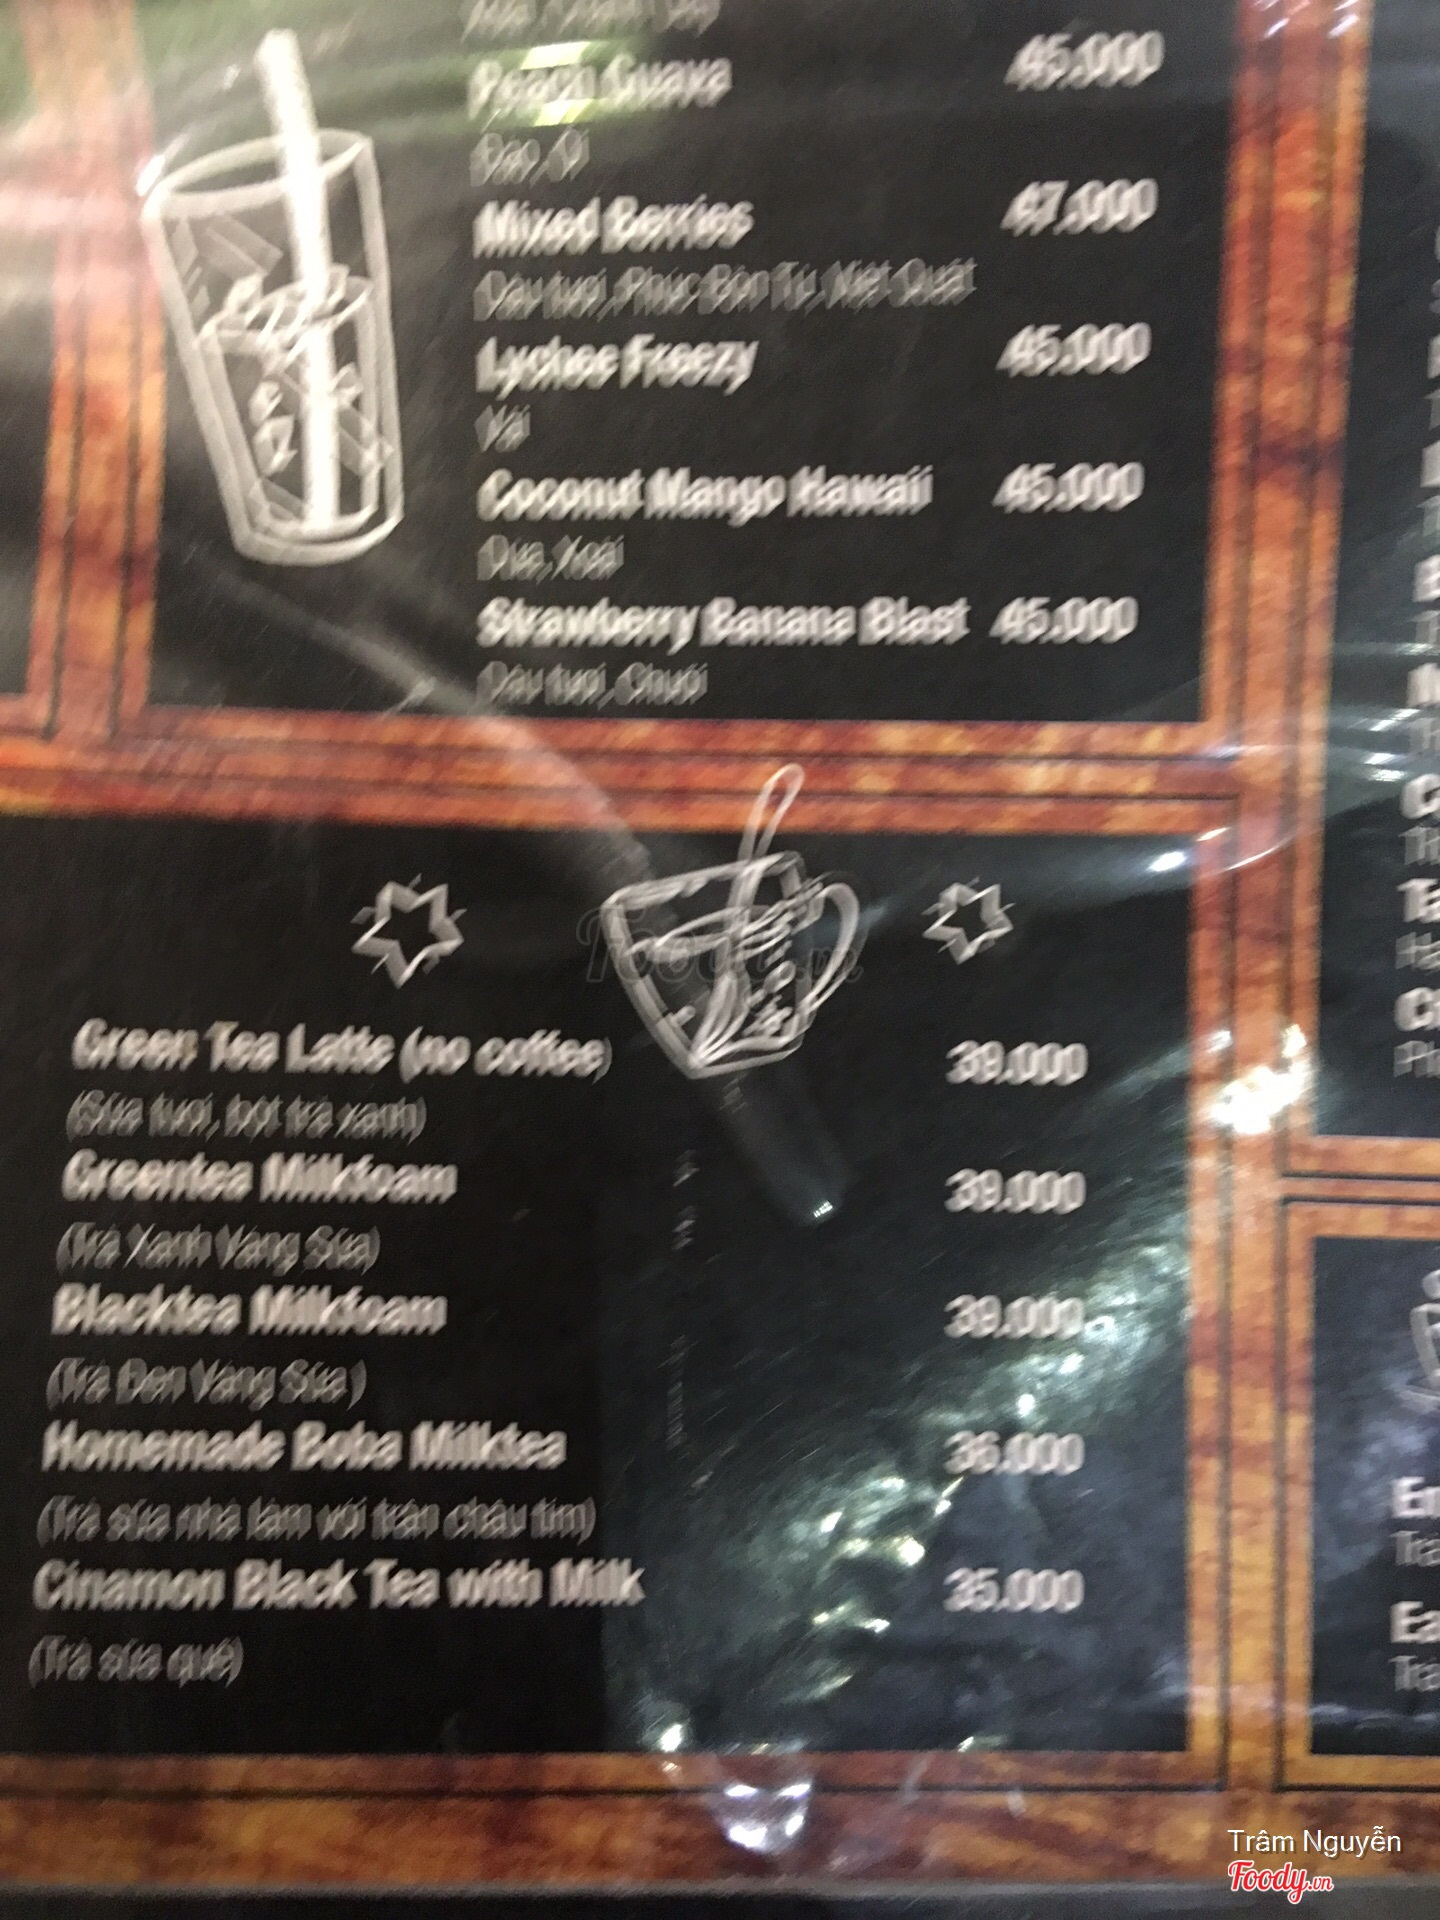 Peach Guava 45.000
Đào, Ổi
Mixed Berries 47.000
Dâu tươi, Phúc Bồn Tử, Việt Quất
Lychee Freezy 45.000
Vải
Coconut Mango Hawaii 45.000
Dừa, Xoài
Strawberry Banana Blast 45.000
Dâu tươi, Chuối
Foody.vn
Green Tea Latte (no coffee) 39.000
(Sữa tươi, bột trà xanh)
Greentea Milkfoam 39.000
(Trà Xanh Váng Sữa)
Blacktea Milkfoam 39.000
(Trà Đen Váng Sữa )
Homemade Boba Milktea 36.000
(Trà sữa nhà làm với trân châu tím)
Cinamon Black Tea with Milk 35.000
(Trà sữa quế)
Trâm Nguyễn
Foody.vn